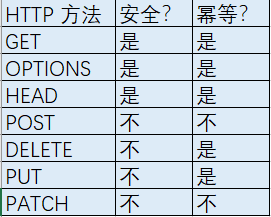 HTTP 方法 安全? 幂等?
GET 是 是
OPTIONS 是 是
HEAD 是 是
POST 不 不
DELETE 不 是
PUT 不 是
PATCH 不 不